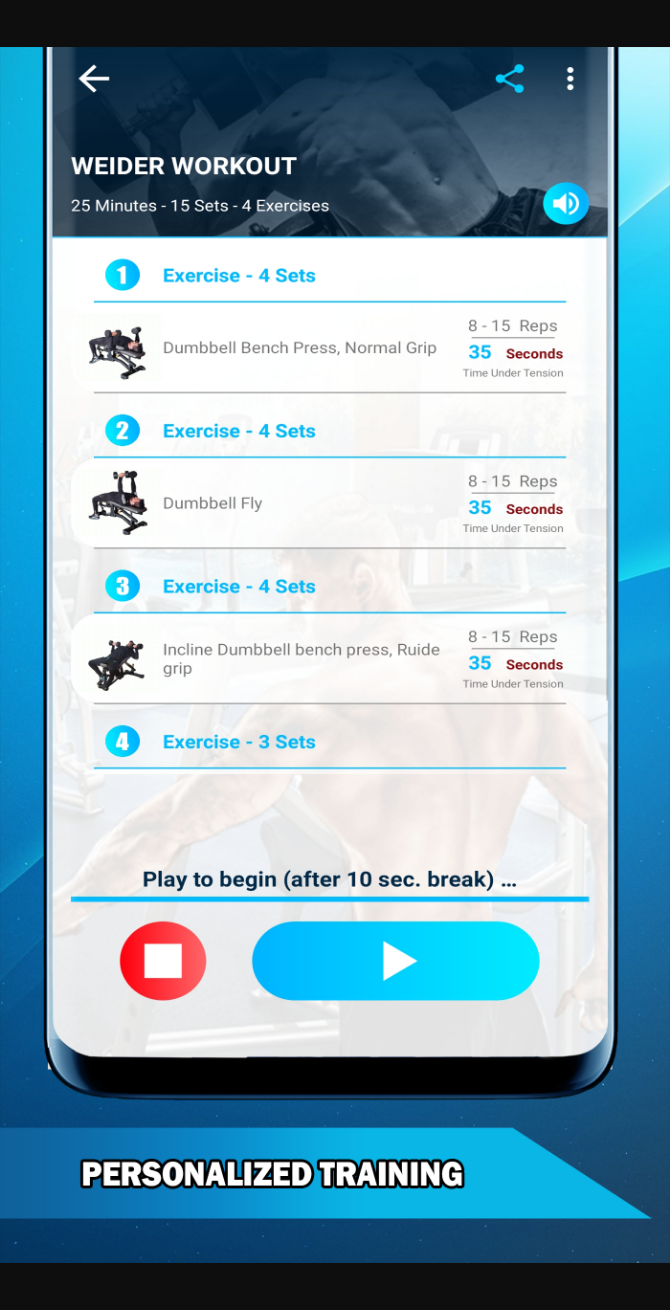 WEIDER WORKOUT
25 Minutes - 15 Sets - 4 Exercises
1 Exercise - 4 Sets
Dumbbell Bench Press, Normal Grip
8 - 15 Reps
35 Seconds
Time Under Tension
2 Exercise - 4 Sets
Dumbbell Fly
8 - 15 Reps
35 Seconds
Time Under Tension
3 Exercise - 4 Sets
Incline Dumbbell bench press, Ruide
grip
8 - 15 Reps
35 Seconds
Time Under Tension
4 Exercise - 3 Sets
Play to begin (after 10 sec. break) ...
PERSONALIZED TRAINING